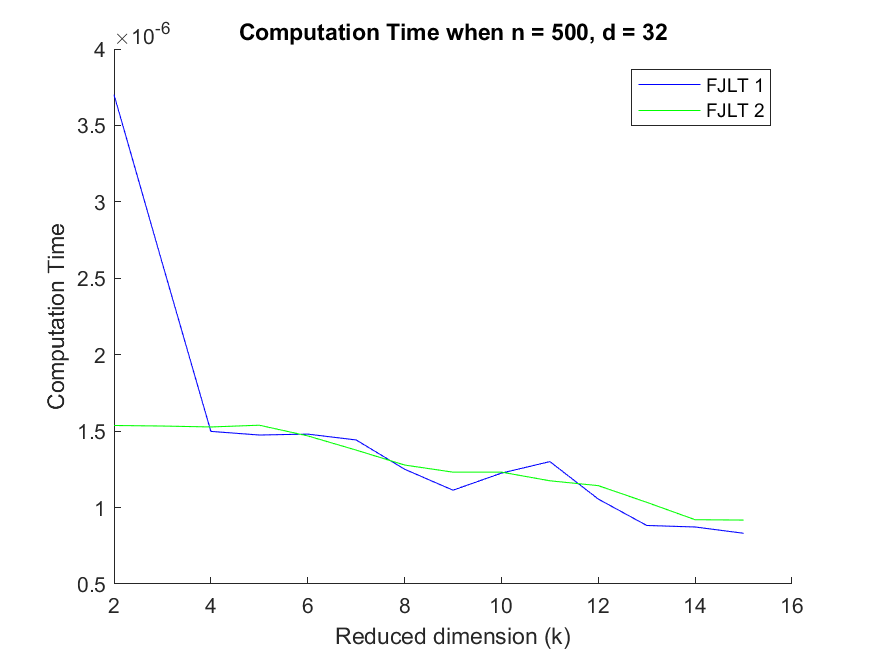 Computation Time when n = 500, d = 32
×10-6
4
3.5
3
2.5
2
1.5
1
0.5
Computation Time
FJLT 1
FJLT 2
2 4 6 8 10 12 14 16
Reduced dimension (k)